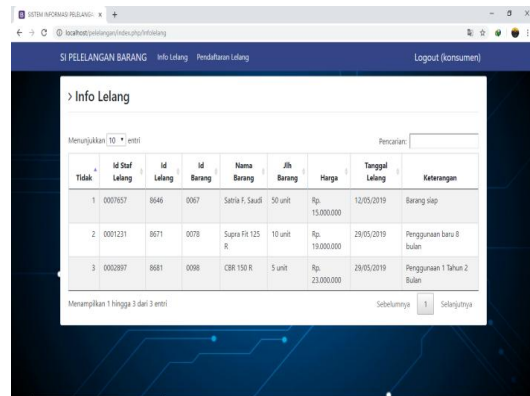 SISTEM INFORMASI PELELANGA
localhost/pelelangan/index.php/infolelang
SI PELELANGAN BARANG Info Lelang Pendaftaran Lelang Logout (konsumen)
> Info Lelang
Menunjukkan 10 entri Pencarian:
Tidak Id Staf Lelang Id Lelang Id Barang Nama Barang Jlh Barang Harga Tanggal Lelang Keterangan
1 0007657 8646 0067 Satria F. Saudi 50 unit Rp. 15.000.000 12/05/2019 Barang siap
2 0001231 8671 0078 Supra Fit 125 R 10 unit Rp. 19.000.000 29/05/2019 Penggunaan baru 8 bulan
3 0002897 8681 0098 CBR 150 R 5 unit Rp. 23.000.000 29/05/2019 Penggunaan 1 Tahun 2 Bulan
Menampilkan 1 hingga 3 dari 3 entri Sebelumnya 1 Selanjutnya